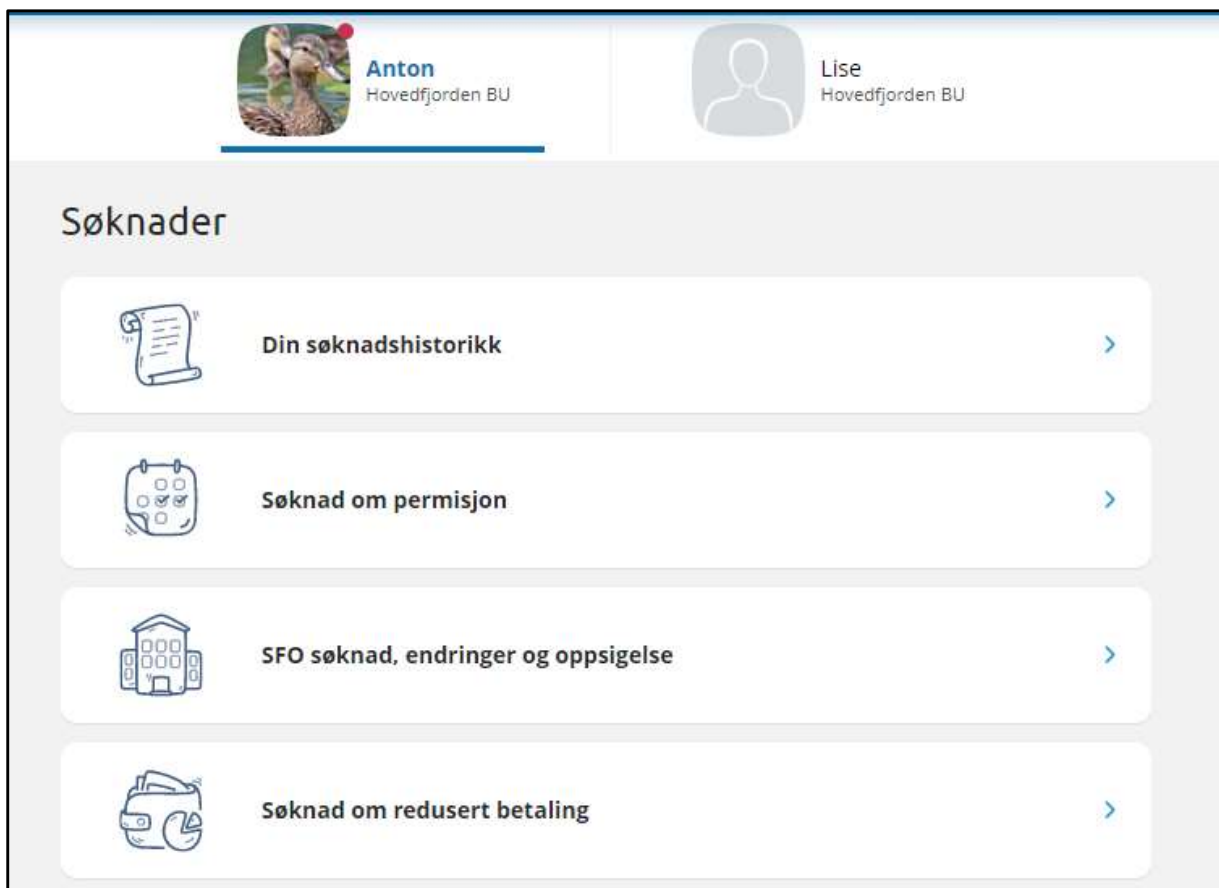 Anton
Hovedfjorden BU
Lise
Hovedfjorden BU
Søknader
Din søknadshistorikk
Søknad om permisjon
SFO søknad, endringer og oppsigelse
Søknad om redusert betaling